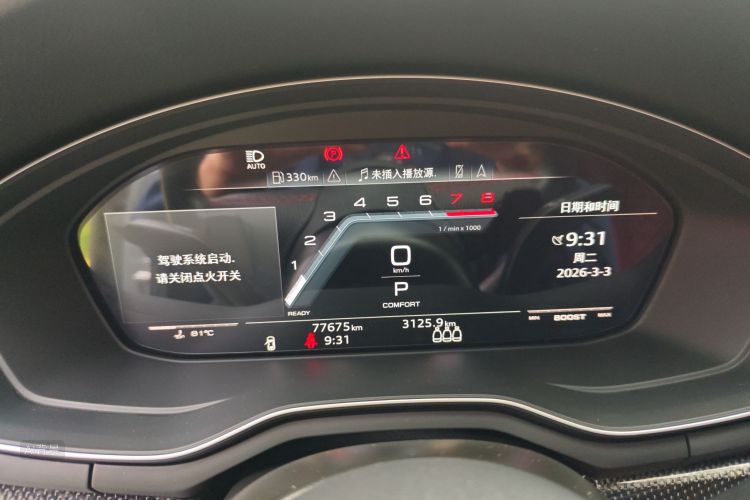 AUTO
330km
未插入播放源.
1 2 3 4 5 6 7 8
1 / min x 1000
驾驶系统启动.
请关闭点火开关
0
km/h
P
COMFORT
READY
日期和时间
9:31
周二
2026-3-3
MIN BOOST MAX
81°C
77675km
3125.9km
9:31